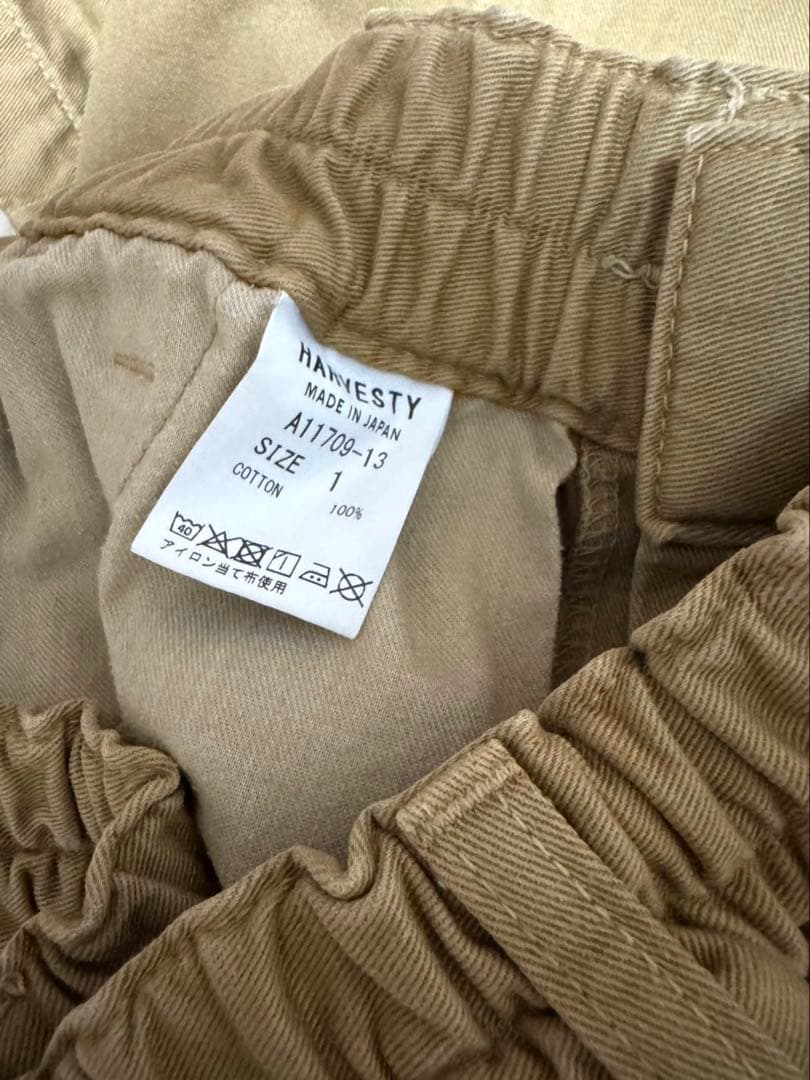 HARVESTY
MADE IN JAPAN
A11709-13
SIZE 1
COTTON 100%
40
アイロン当て布使用